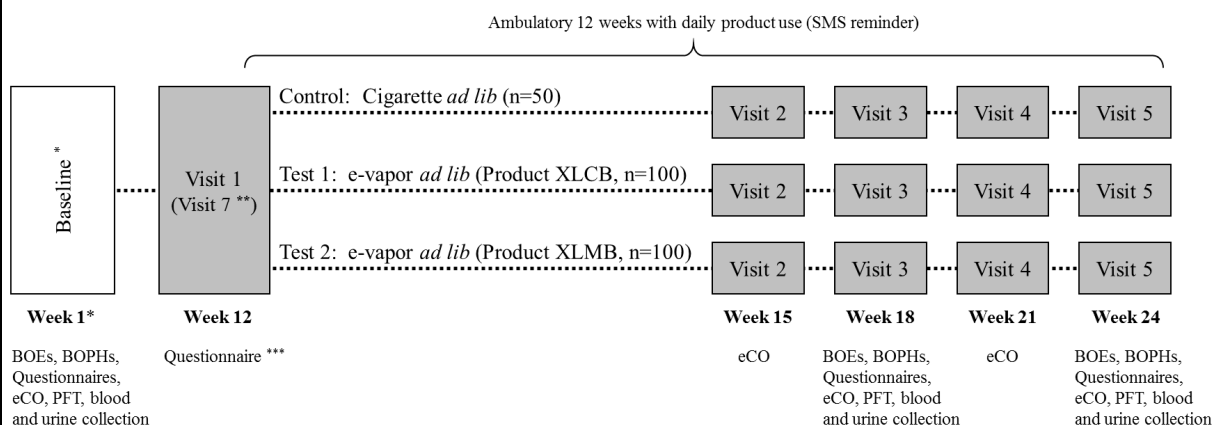 Ambulatory 12 weeks with daily product use (SMS reminder)
Control: Cigarette ad lib (n=50)
Visit 2
Visit 3
Visit 4
Visit 5
Baseline *
Visit 1
(Visit 7 **)
Test 1: e-vapor ad lib (Product XLCB, n=100)
Visit 2
Visit 3
Visit 4
Visit 5
Test 2: e-vapor ad lib (Product XLMB, n=100)
Visit 2
Visit 3
Visit 4
Visit 5
Week 1*
Week 12
Week 15
Week 18
Week 21
Week 24
BOEs, BOPHs,
Questionnaires,
eCO, PFT, blood
and urine collection
Questionnaire ***
eCO
BOEs, BOPHs,
Questionnaires,
eCO, PFT, blood
and urine collection
eCO
BOEs, BOPHs,
Questionnaires,
eCO, PFT, blood
and urine collection